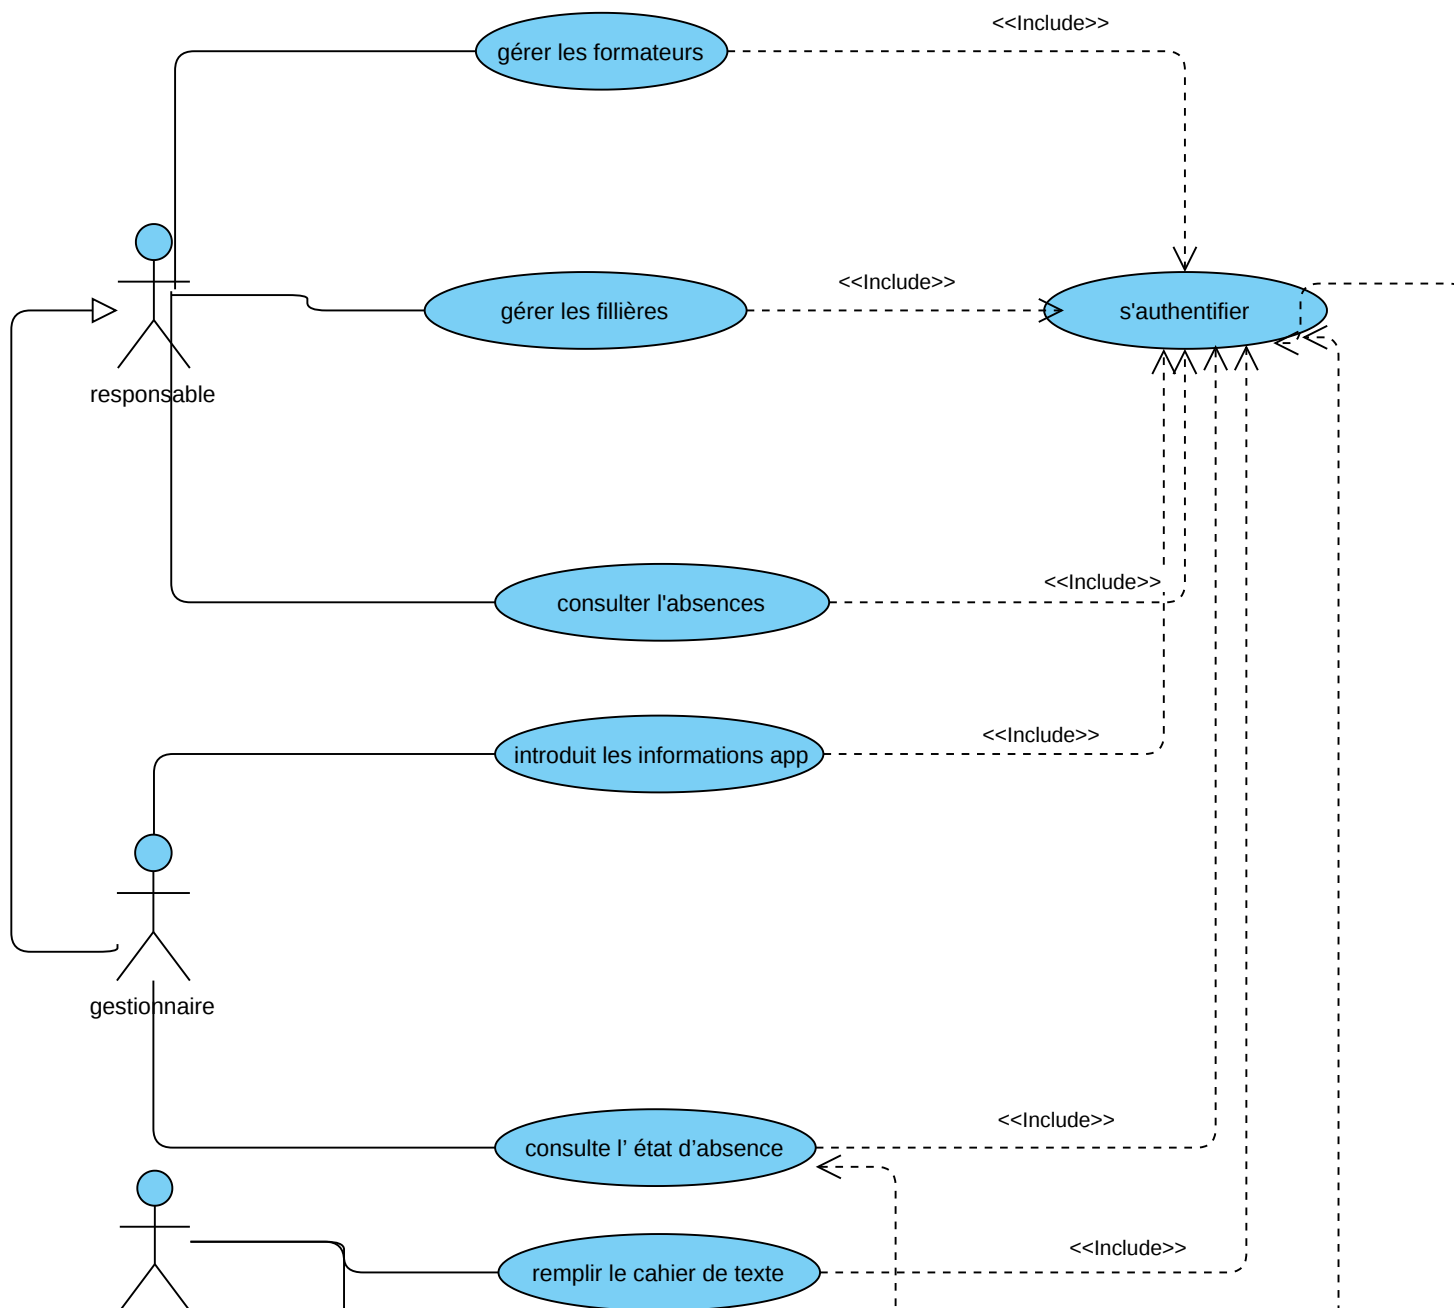 <<Include>>
gérer les formateurs
<<Include>>
gérer les fillières
s'authentifier
responsable
<<Include>>
consulter l'absences
<<Include>>
introduit les informations app
gestionnaire
<<Include>>
consulte l’ état d’absence
<<Include>>
remplir le cahier de texte